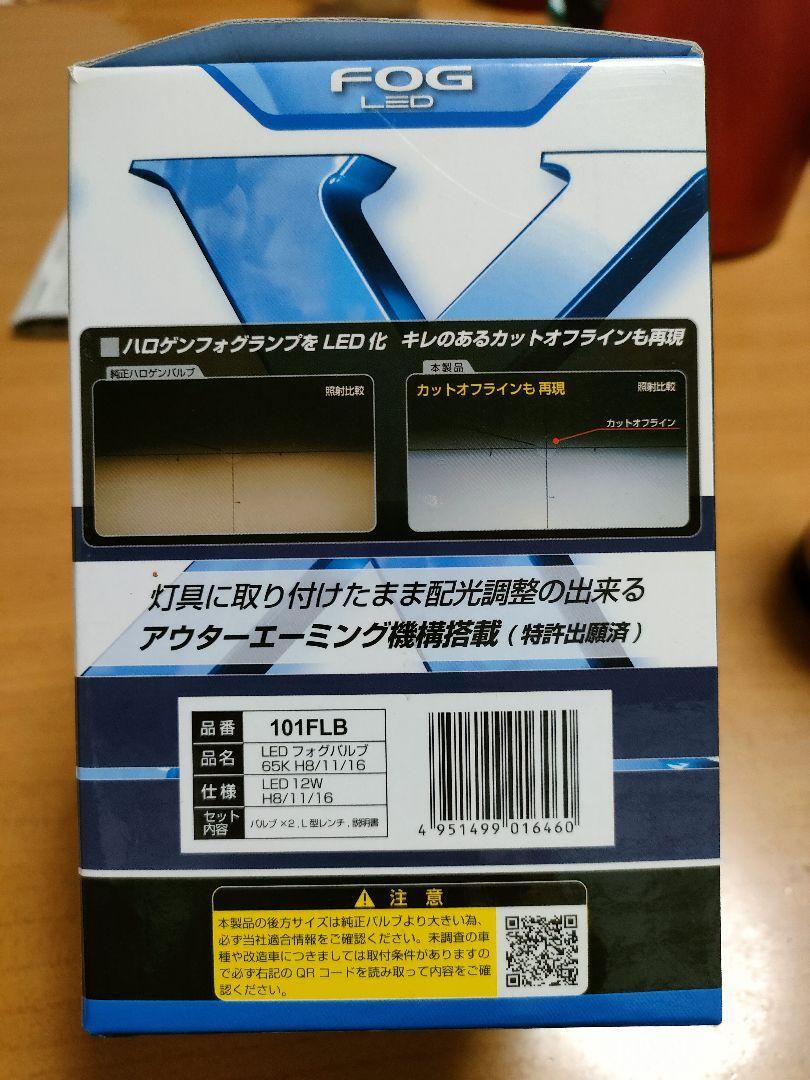 FOG
LED
ハロゲンフォグランプをLED化 キレのあるカットオフラインも再現
純正ハロゲンバルブ
照射比較
本製品
カットオフラインも再現
照射比較
カットオフライン
灯具に取り付けたまま配光調整の出来る
アウターエーミング機構搭載(特許出願済)
品番 101FLB
品名 LED フォグバルブ
65K H8/11/16
仕様 LED 12W
H8/11/16
セット
内容 バルブ×2,L型レンチ,説明書
4 951499 016460
注意
本製品の後方サイズは純正バルブより大きい為、
必ず当社適合情報をご確認ください。未調査の車
種や改造車につきましては取付条件がありますの
で必ず右記のQRコードを読み取って内容をご確
認ください。